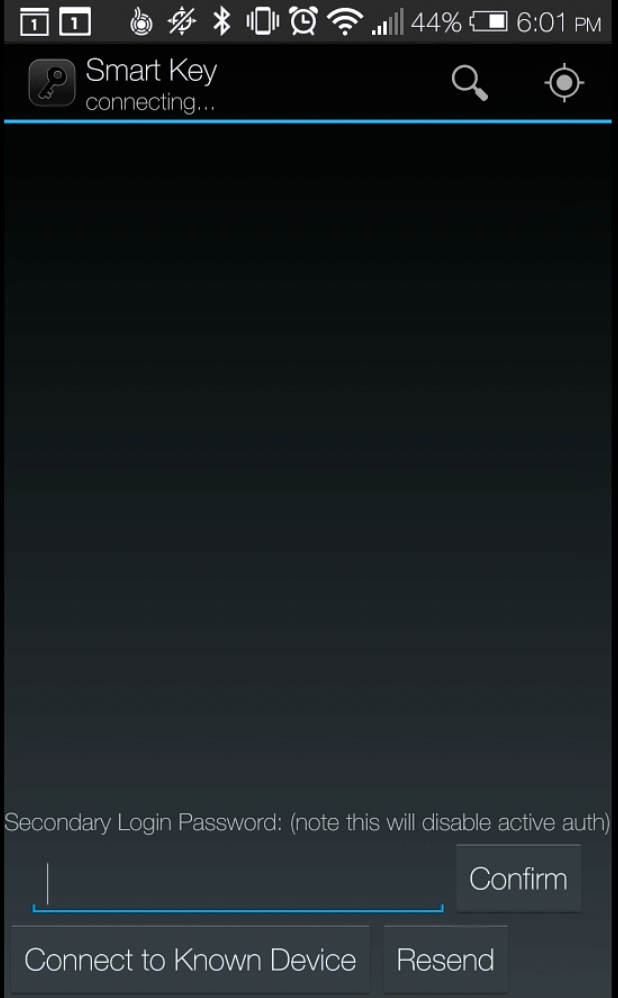 1 1 44% 6:01 PM
Smart Key
connecting...
Secondary Login Password: (note this will disable active auth)
Confirm
Connect to Known Device Resend